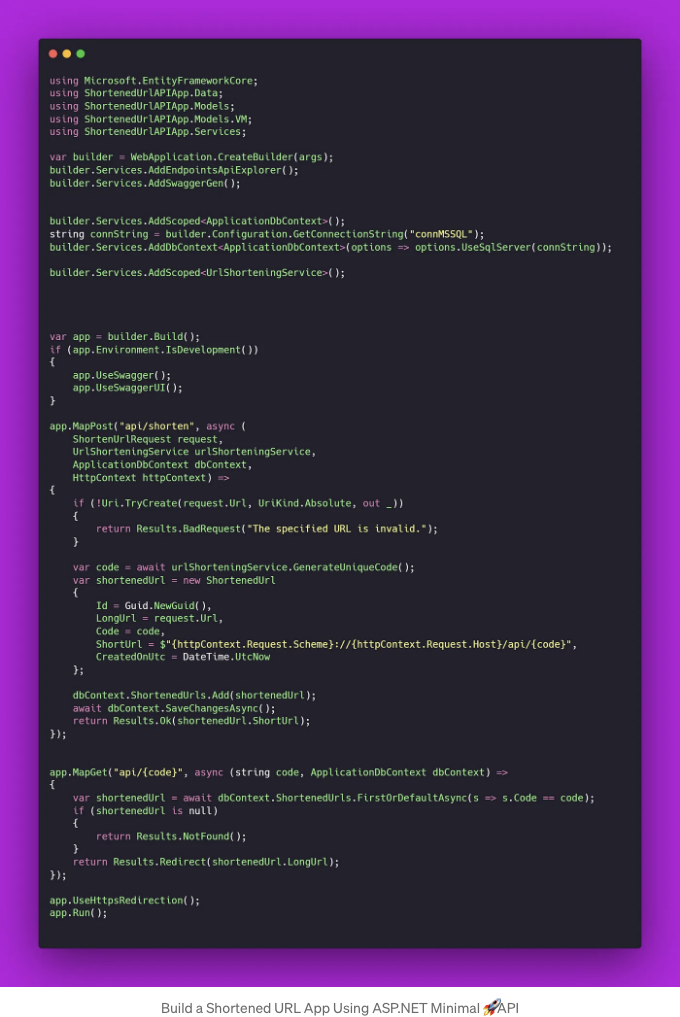 using Microsoft.EntityFrameworkCore;
using ShortenedUrlAPIApp.Data;
using ShortenedUrlAPIApp.Models;
using ShortenedUrlAPIApp.Models.VM;
using ShortenedUrlAPIApp.Services;

var builder = WebApplication.CreateBuilder(args);
builder.Services.AddEndpointsApiExplorer();
builder.Services.AddSwaggerGen();


builder.Services.AddScoped<ApplicationDbContext>();
string connString = builder.Configuration.GetConnectionString("connMSSQL");
builder.Services.AddDbContext<ApplicationDbContext>(options => options.UseSqlServer(connString));

builder.Services.AddScoped<UrlShorteningService>();




var app = builder.Build();
if (app.Environment.IsDevelopment())
{
    app.UseSwagger();
    app.UseSwaggerUI();
}

app.MapPost("api/shorten", async (
    ShortenUrlRequest request,
    UrlShorteningService urlShorteningService,
    ApplicationDbContext dbContext,
    HttpContext httpContext) =>
{
    if (!Uri.TryCreate(request.Url, UriKind.Absolute, out _))
    {
        return Results.BadRequest("The specified URL is invalid.");
    }

    var code = await urlShorteningService.GenerateUniqueCode();
    var shortenedUrl = new ShortenedUrl
    {
        Id = Guid.NewGuid(),
        LongUrl = request.Url,
        Code = code,
        ShortUrl = $"{httpContext.Request.Scheme}://{httpContext.Request.Host}/api/{code}",
        CreatedOnUtc = DateTime.UtcNow
    };

    dbContext.ShortenedUrls.Add(shortenedUrl);
    await dbContext.SaveChangesAsync();
    return Results.Ok(shortenedUrl.ShortUrl);
});


app.MapGet("api/{code}", async (string code, ApplicationDbContext dbContext) =>
{
    var shortenedUrl = await dbContext.ShortenedUrls.FirstOrDefaultAsync(s => s.Code == code);
    if (shortenedUrl is null)
    {
        return Results.NotFound();
    }
    return Results.Redirect(shortenedUrl.LongUrl);
});

app.UseHttpsRedirection();
app.Run();

Build a Shortened URL App Using ASP.NET Minimal 🚀API